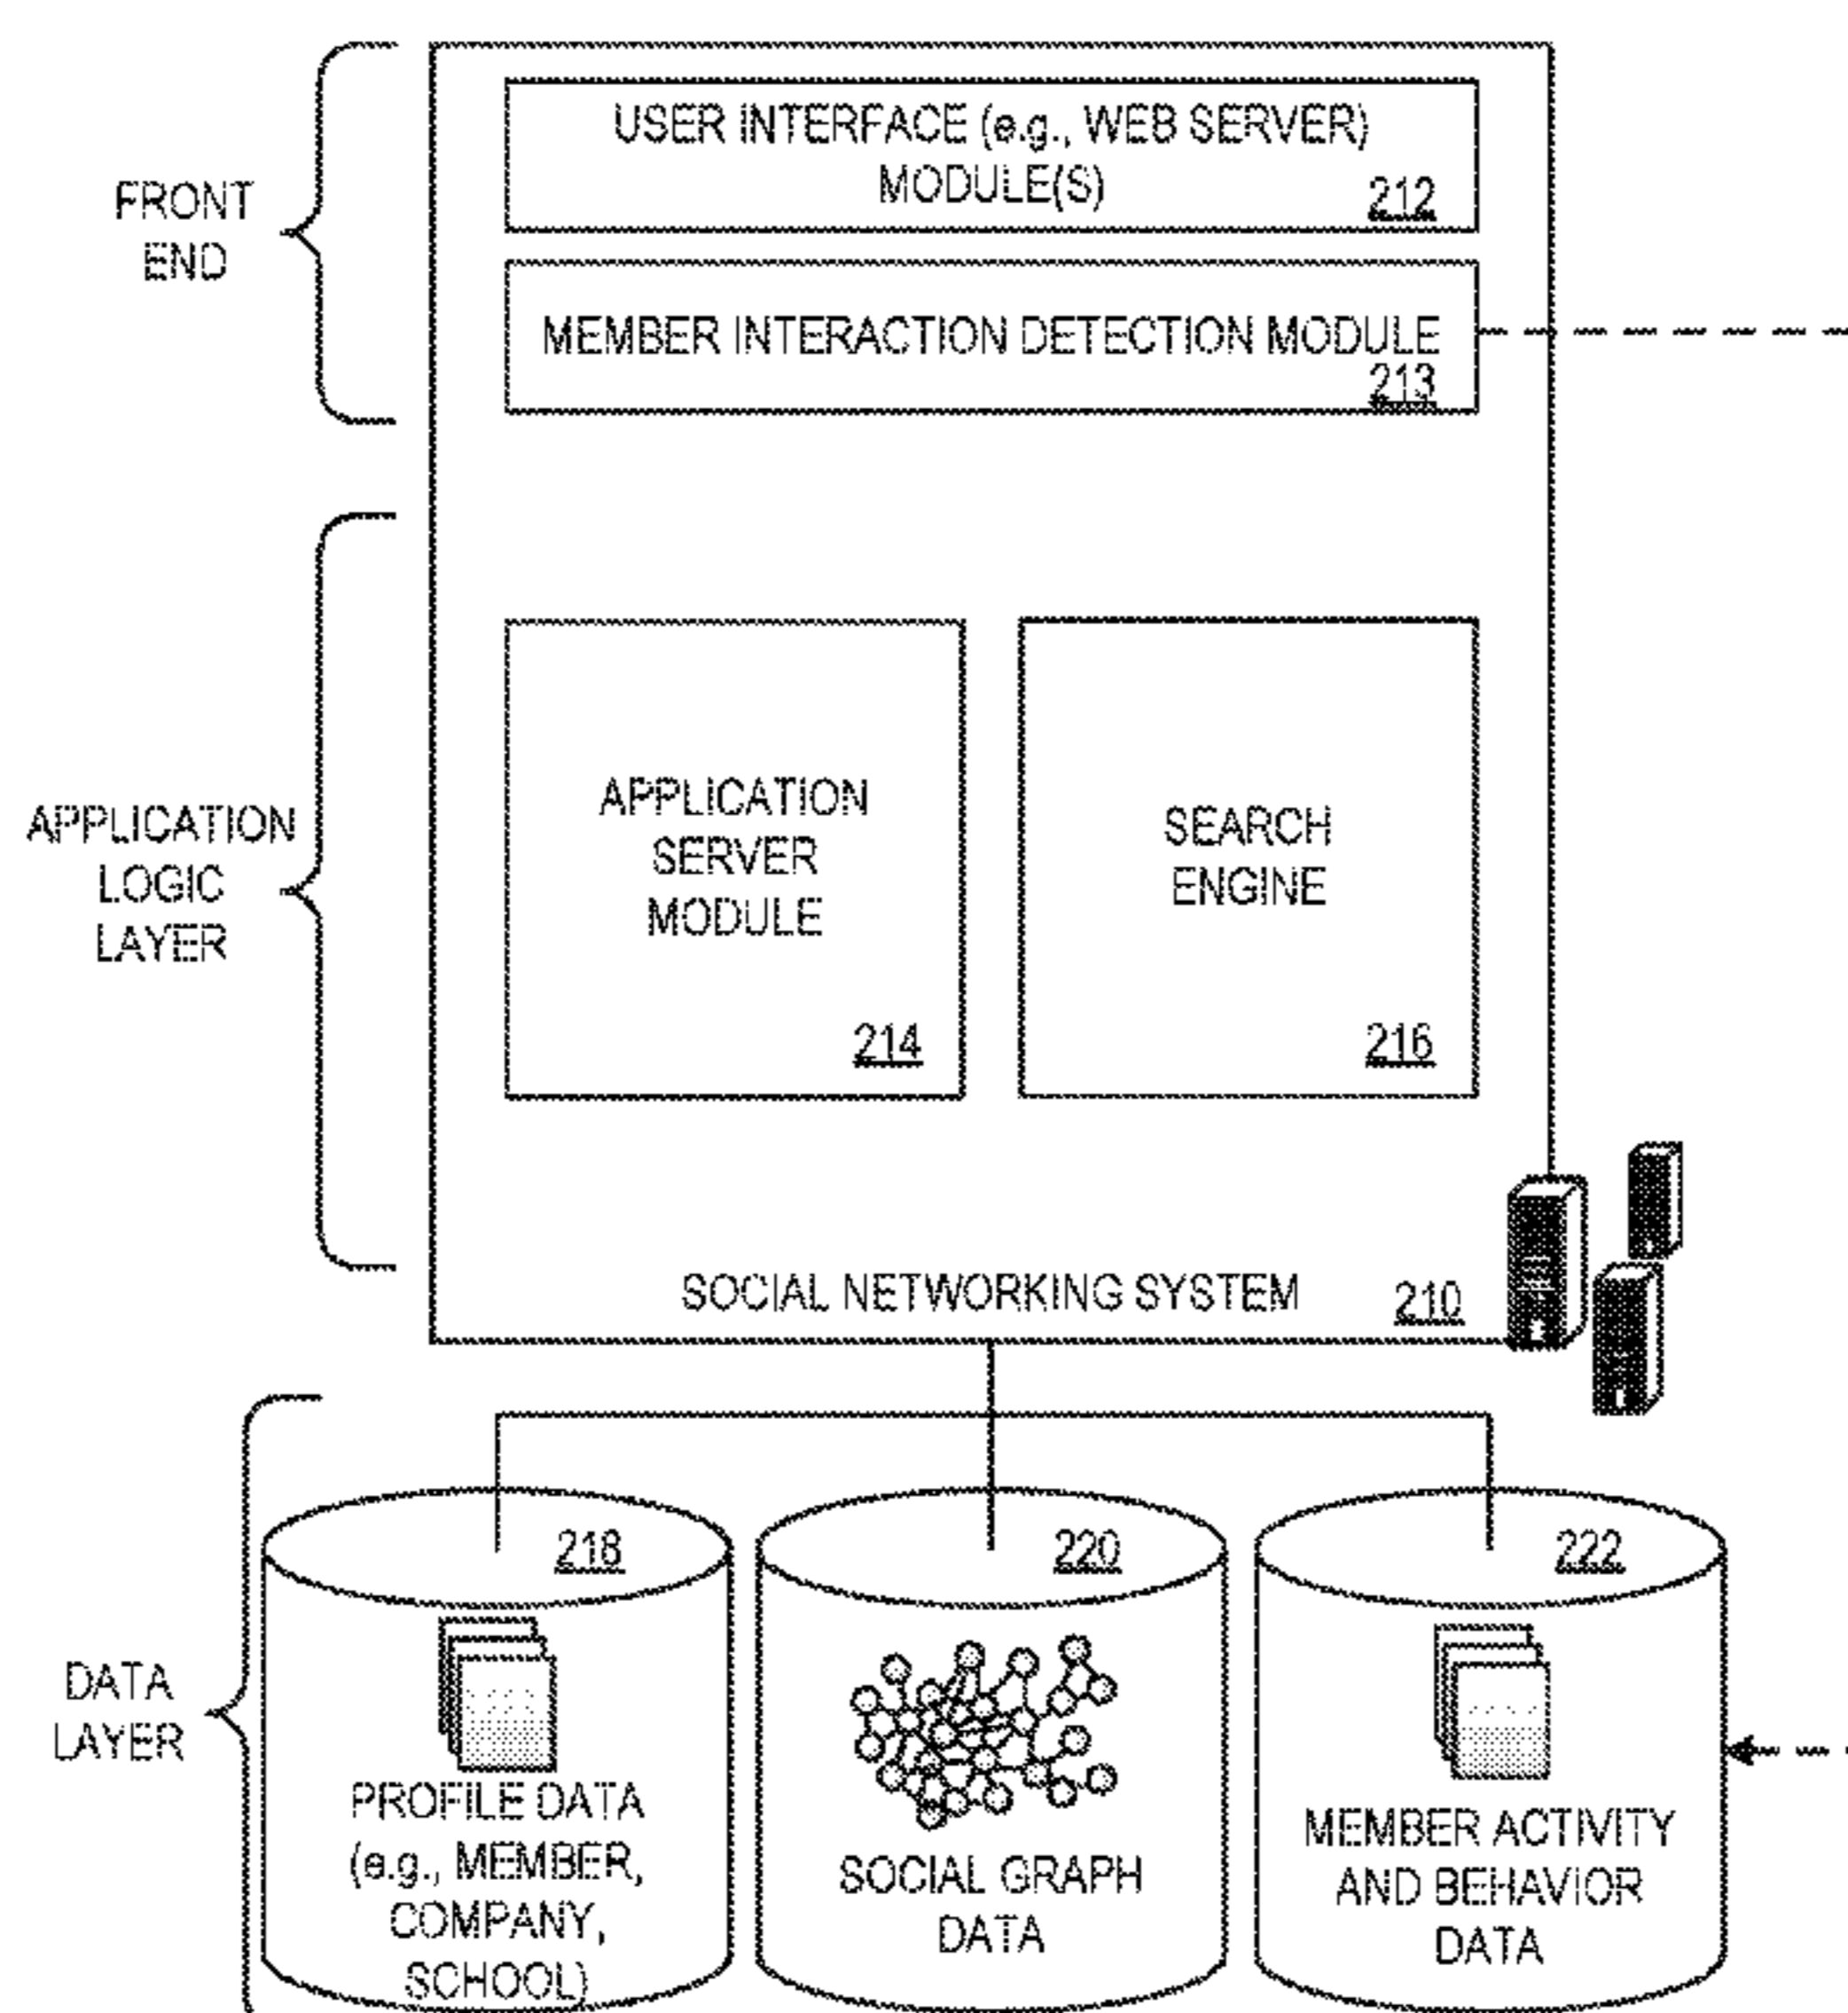 USER INTERFACE (e.g., WEB SERVER)
MODULE(S)
212
FRONT
END
MEMBER INTERACTION DETECTION MODULE
213
APPLICATION
LOGIC
LAYER
APPLICATION
SERVER
MODULE
214
SEARCH
ENGINE
216
SOCIAL NETWORKING SYSTEM
210
DATA
LAYER
218
PROFILE DATA
(e.g., MEMBER,
COMPANY,
SCHOOL)
220
SOCIAL GRAPH
DATA
222
MEMBER ACTIVITY
AND BEHAVIOR
DATA